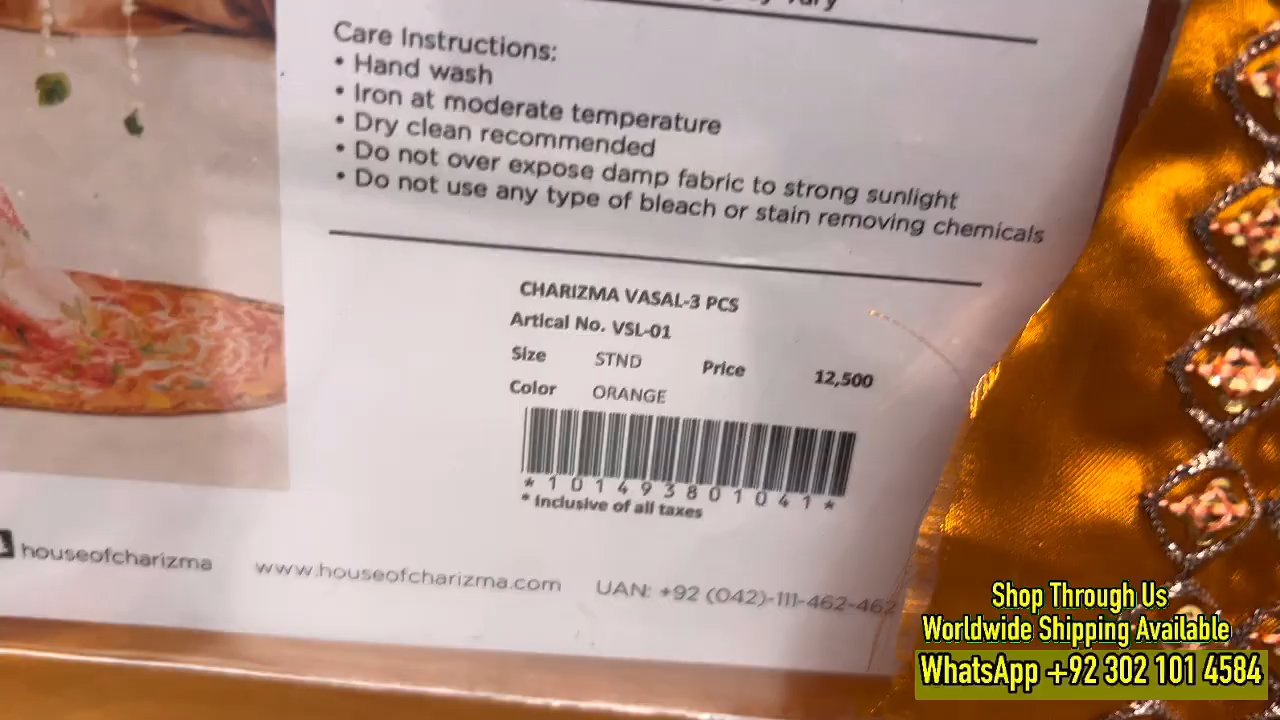 Care Instructions:
• Hand wash
• Iron at moderate temperature
• Dry clean recommended
• Do not over expose damp fabric to strong sunlight
• Do not use any type of bleach or stain removing chemicals
CHARIZMA VASAL-3 PCS
Artical No. VSL-01
Size STND Price 12,500
Color ORANGE
*101493801041*
* Inclusive of all taxes
houseofcharizma www.houseofcharizma.com UAN: +92 (042)-111-462-462
Shop Through Us
Worldwide Shipping Available
WhatsApp +92 302 101 4584